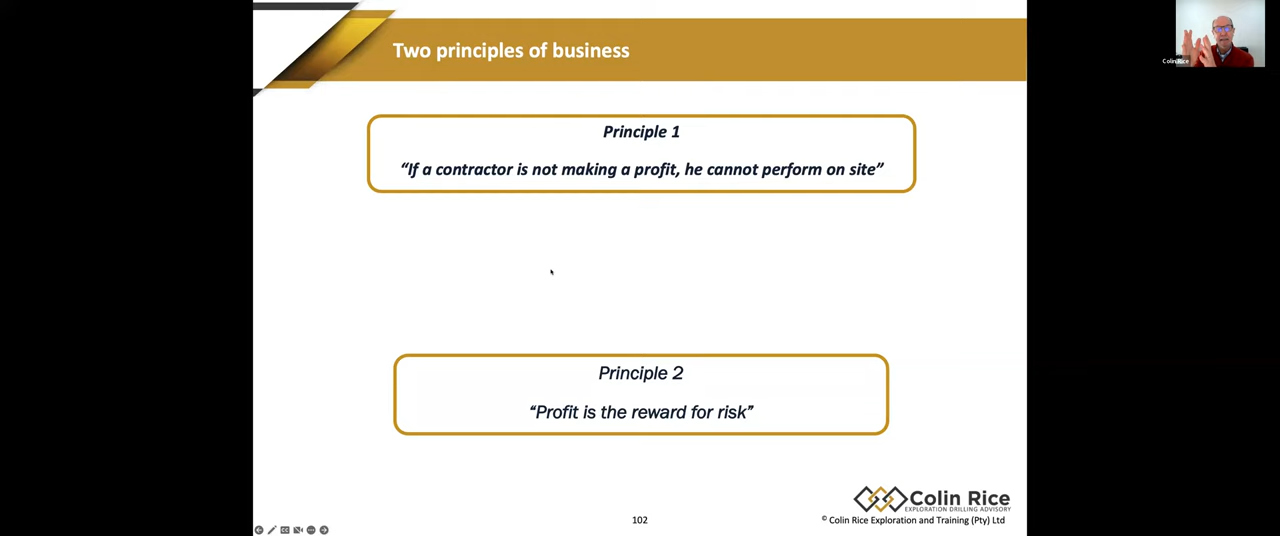 Two principles of business
Colin Rice
Principle 1
“If a contractor is not making a profit, he cannot perform on site”
Principle 2
“Profit is the reward for risk”
Colin Rice
EXPLORATION DRILLING ADVISORY
102
© Colin Rice Exploration and Training (Pty) Ltd